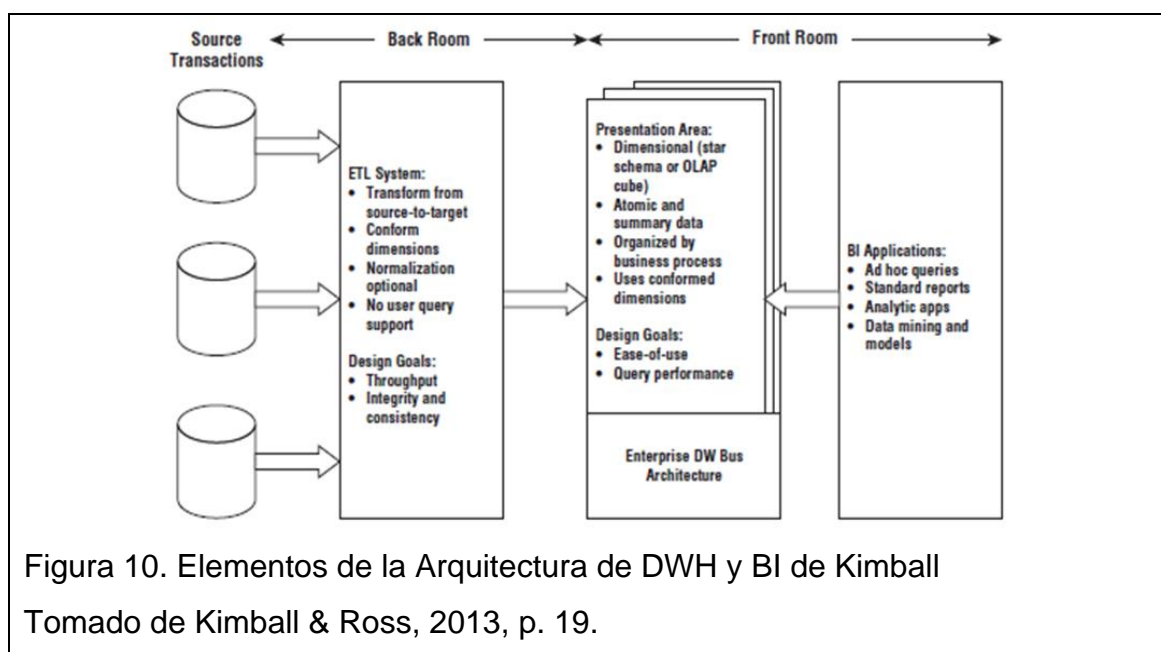 Source
Transactions
Back Room
Front Room
ETL System:
• Transform from
source-to-target
• Conform
dimensions
• Normalization
optional
• No user query
support
Design Goals:
• Throughput
• Integrity and
consistency
Presentation Area:
• Dimensional (star
schema or OLAP
cube)
• Atomic and
summary data
• Organized by
business process
• Uses conformed
dimensions
Design Goals:
• Ease-of-use
• Query performance
Enterprise DW Bus
Architecture
BI Applications:
• Ad hoc queries
• Standard reports
• Analytic apps
• Data mining and
models
Figura 10. Elementos de la Arquitectura de DWH y BI de Kimball
Tomado de Kimball & Ross, 2013, p. 19.